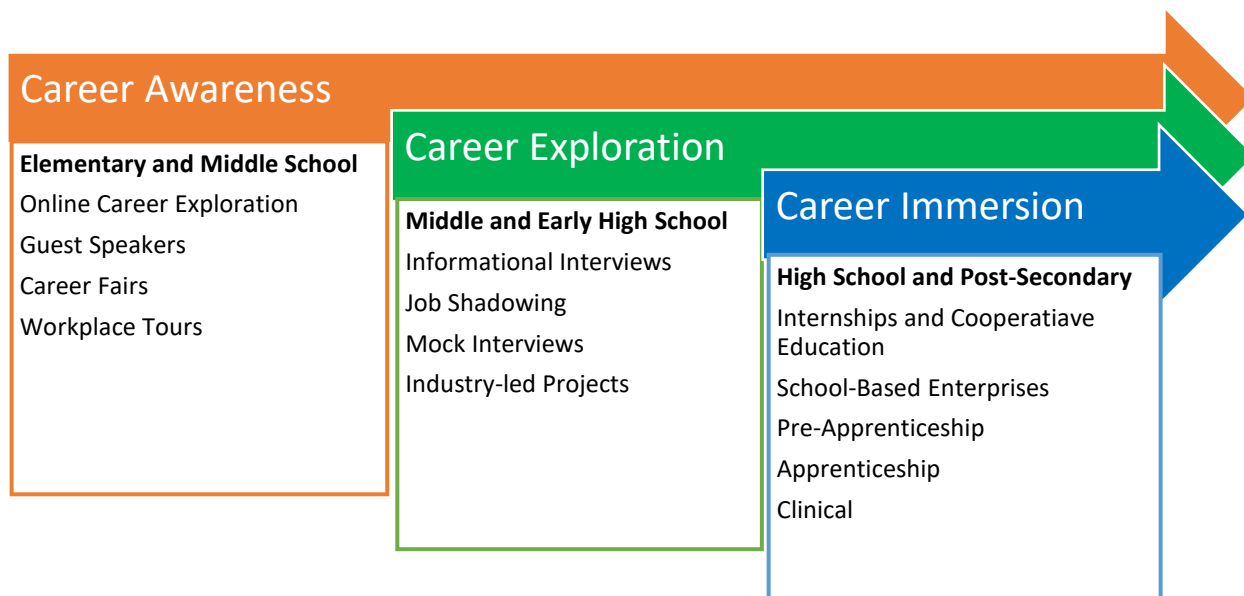 Career Awareness
Elementary and Middle School
Online Career Exploration
Guest Speakers
Career Fairs
Workplace Tours
Career Exploration
Middle and Early High School
Informational Interviews
Job Shadowing
Mock Interviews
Industry-led Projects
Career Immersion
High School and Post-Secondary
Internships and Cooperatiave
Education
School-Based Enterprises
Pre-Apprenticeship
Apprenticeship
Clinical